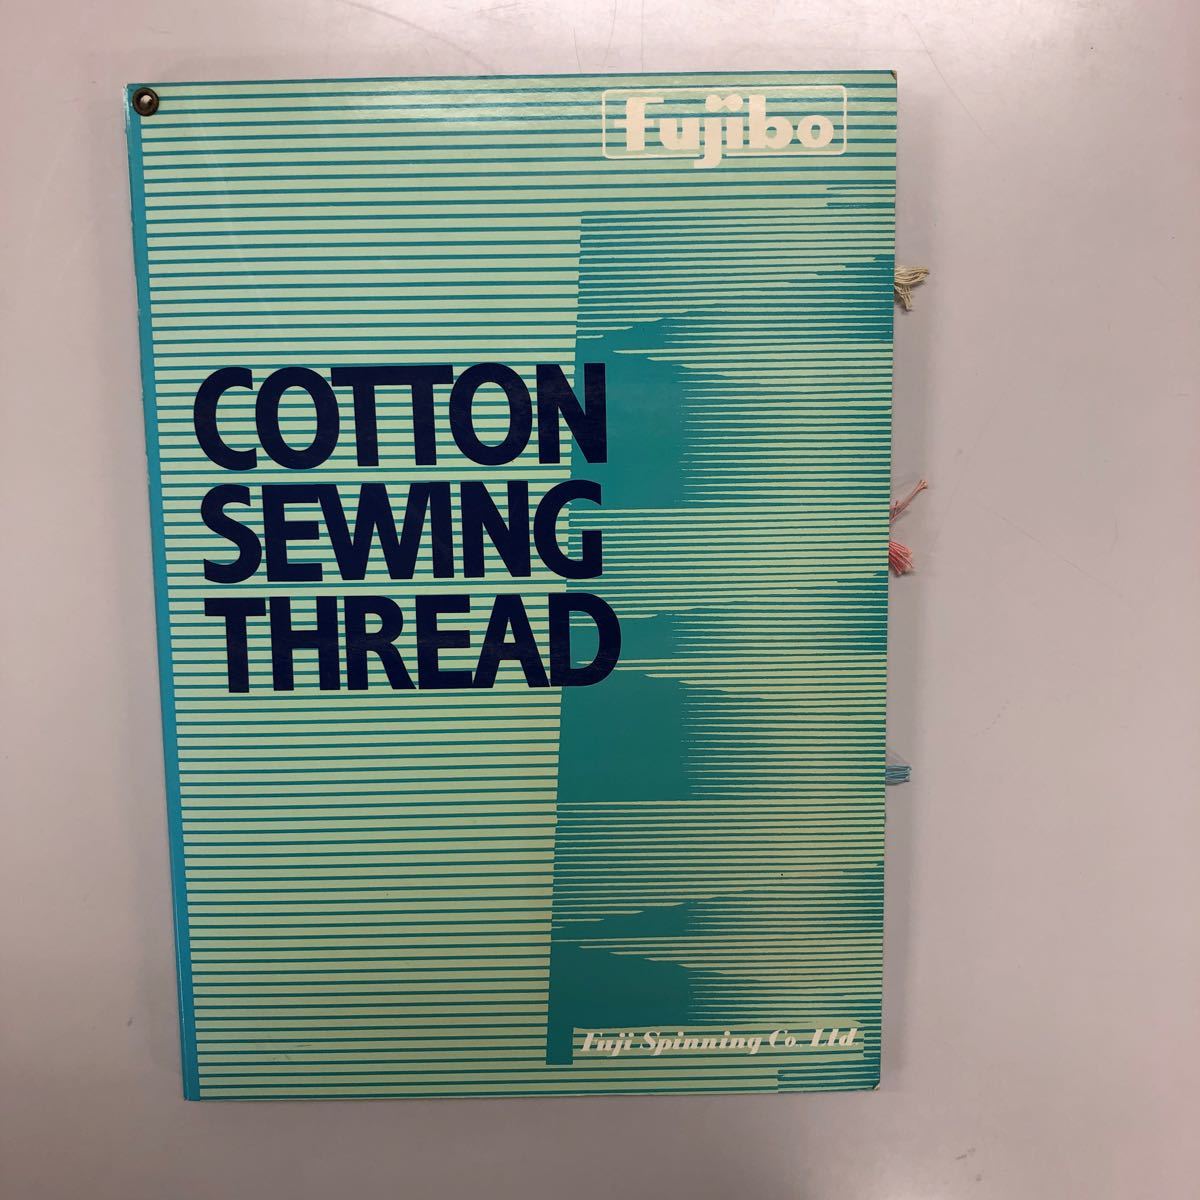 Fujibo
COTTON
SEWING
THREAD
Fuji Spinning Co., Ltd.